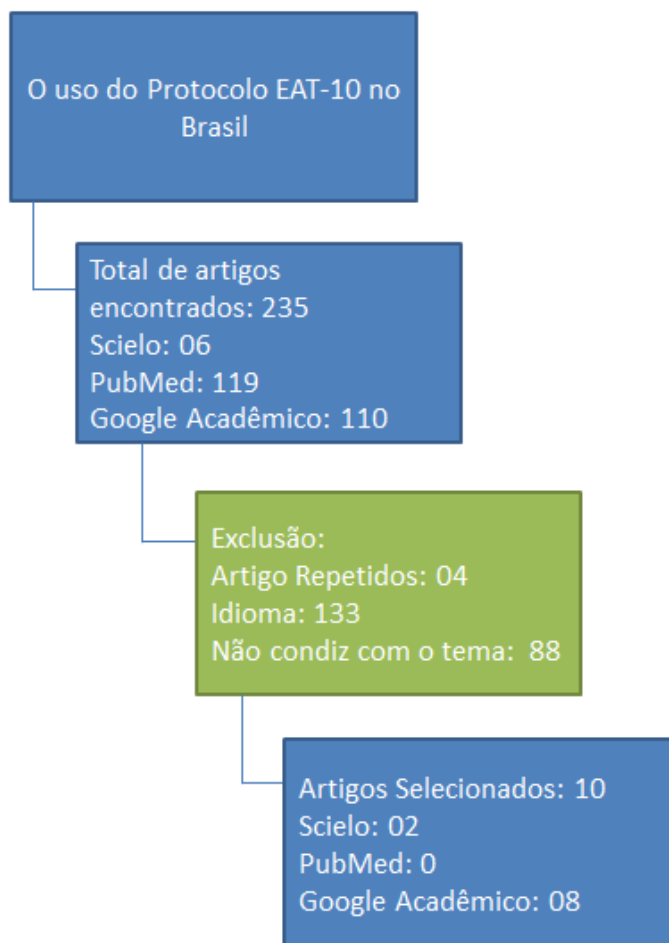 O uso do Protocolo EAT-10 no
Brasil
Total de artigos
encontrados: 235
Scielo: 06
PubMed: 119
Google Acadêmico: 110
Exclusão:
Artigo Repetidos: 04
Idioma: 133
Não condiz com o tema: 88
Artigos Selecionados: 10
Scielo: 02
PubMed: 0
Google Acadêmico: 08